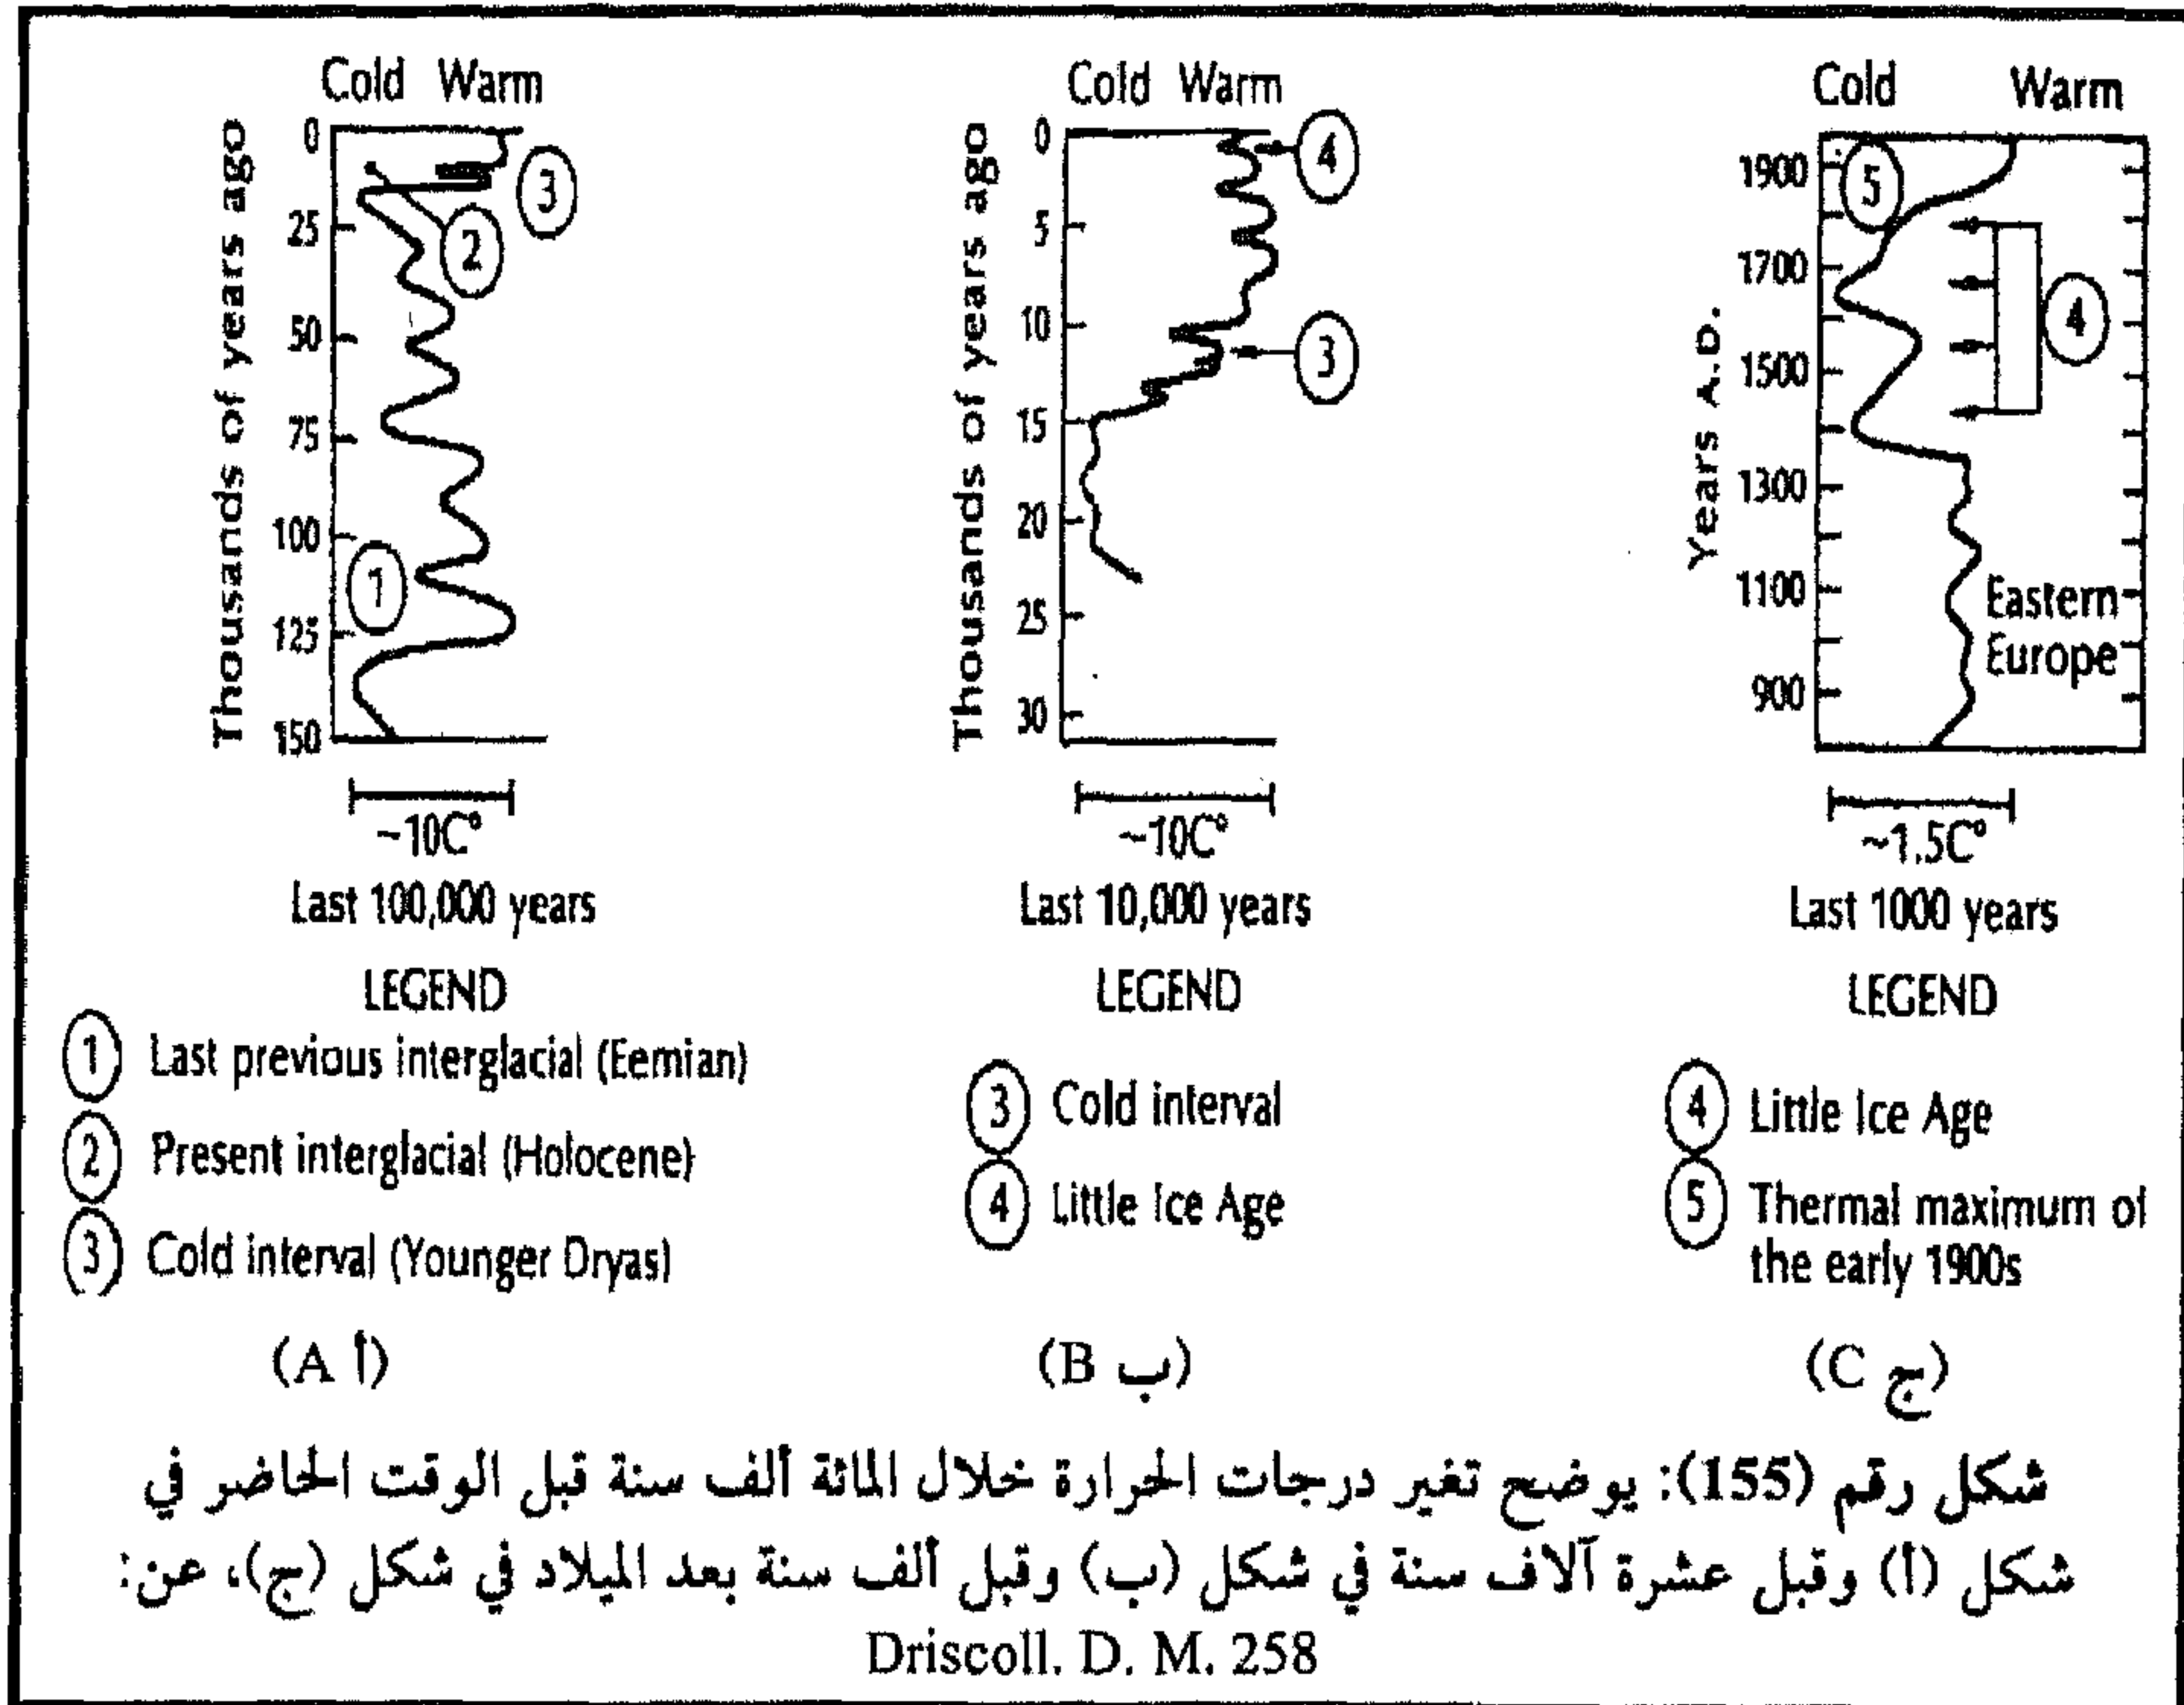 Cold Warm
Thousands of years ago
0
25
50
75
100
125
150
1
2
3
~10C°
Last 100,000 years
LEGEND
1 Last previous interglacial (Eemian)
2 Present interglacial (Holocene)
3 Cold interval (Younger Dryas)
(A أ)
Cold Warm
Thousands of years ago
0
5
10
15
20
25
30
4
3
~10C°
Last 10,000 years
LEGEND
3 Cold interval
4 Little Ice Age
(B ب)
Cold Warm
Years A.D.
1900
1700
1500
1300
1100
900
5
4
Eastern
Europe
~1.5C°
Last 1000 years
LEGEND
4 Little Ice Age
5 Thermal maximum of
the early 1900s
(C ج)
شكل رقم (155): يوضح تغير درجات الحرارة خلال المائة ألف سنة قبل الوقت الحاضر في
شكل (أ) وقبل عشرة آلاف سنة في شكل (ب) وقبل ألف سنة بعد الميلاد في شكل (ج)، عن:
Driscoll. D. M. 258